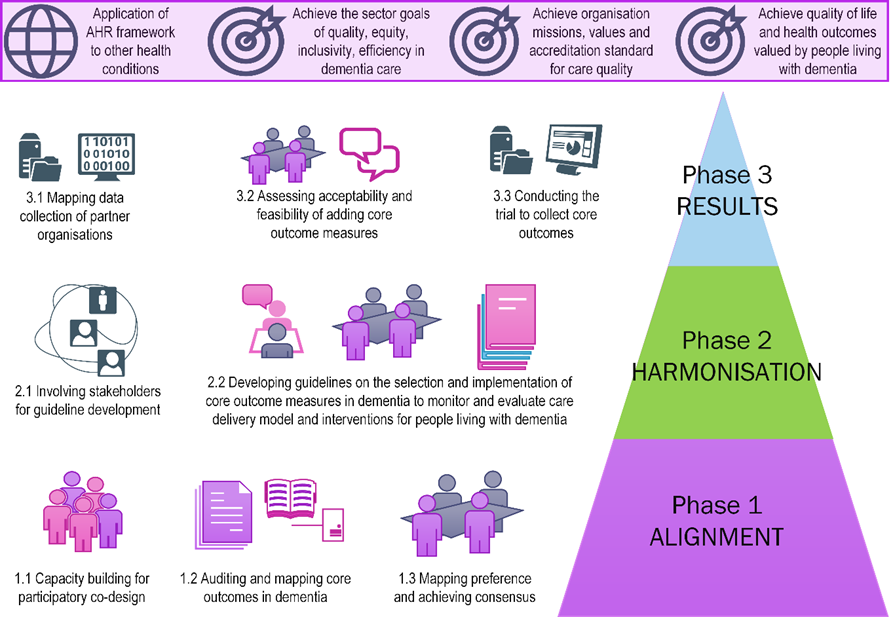 Application of
AHR framework
to other health
conditions
Achieve the sector goals
of quality, equity,
inclusivity, efficiency in
dementia care
Achieve organisation
missions, values and
accreditation standard
for care quality
Achieve quality of life
and health outcomes
valued by people living
with dementia
110101
001010
00100
3.1 Mapping data
collection of partner
organisations
3.2 Assessing acceptability and
feasibility of adding core
outcome measures
3.3 Conducting the
trial to collect core
outcomes
Phase 3
RESULTS
2.1 Involving stakeholders
for guideline development
2.2 Developing guidelines on the selection and implementation of
core outcome measures in dementia to monitor and evaluate care
delivery model and interventions for people living with dementia
Phase 2
HARMONISATION
1.1 Capacity building for
participatory co-design
1.2 Auditing and mapping core
outcomes in dementia
1.3 Mapping preference
and achieving consensus
Phase 1
ALIGNMENT